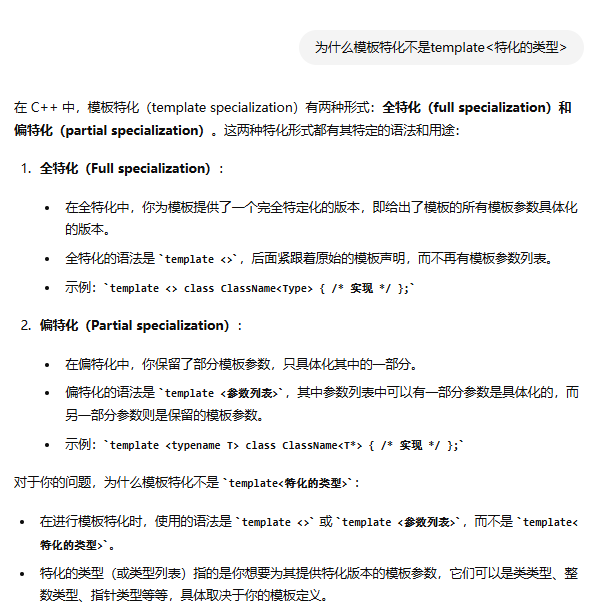 为什么模板特化不是template<特化的类型>
在 C++ 中，模板特化（template specialization）有两种形式：全特化（full specialization）和
偏特化（partial specialization）。这两种特化形式都有其特定的语法和用途：
1. 全特化（Full specialization）：
• 在全特化中，你为模板提供了一个完全特定化的版本，即给出了模板的所有模板参数具体化
的版本。
• 全特化的语法是 `template <>`，后面紧跟着原始的模板声明，而不再有模板参数列表。
• 示例：`template <> class ClassName<Type> { /* 实现 */ };`
2. 偏特化（Partial specialization）：
• 在偏特化中，你保留了部分模板参数，只具体化其中的一部分。
• 偏特化的语法是 `template <参数列表>`，其中参数列表中可以有一部分参数是具体化的，而
另一部分参数则是保留的模板参数。
• 示例：`template <typename T> class ClassName<T*> { /* 实现 */ };`
对于你的问题，为什么模板特化不是 `template<特化的类型>`：
• 在进行模板特化时，使用的语法是 `template <>` 或 `template <参数列表>`，而不是 `template<
特化的类型>`。
• 特化的类型（或类型列表）指的是你想要为其提供特化版本的模板参数，它们可以是类类型、整
数类型、指针类型等等，具体取决于你的模板定义。